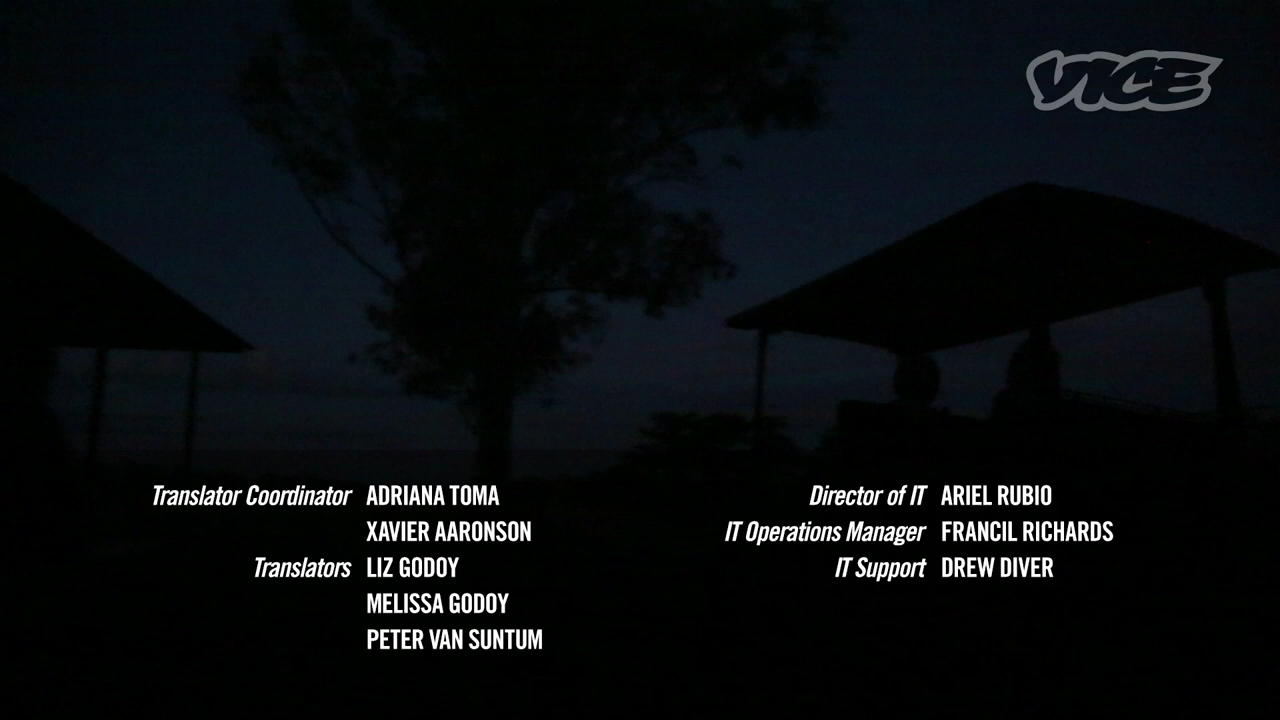 VICE
Translator Coordinator ADRIANA TOMA
XAVIER AARONSON
Translators LIZ GODOY
MELISSA GODOY
PETER VAN SUNTUM
Director of IT ARIEL RUBIO
IT Operations Manager FRANCIL RICHARDS
IT Support DREW DIVER